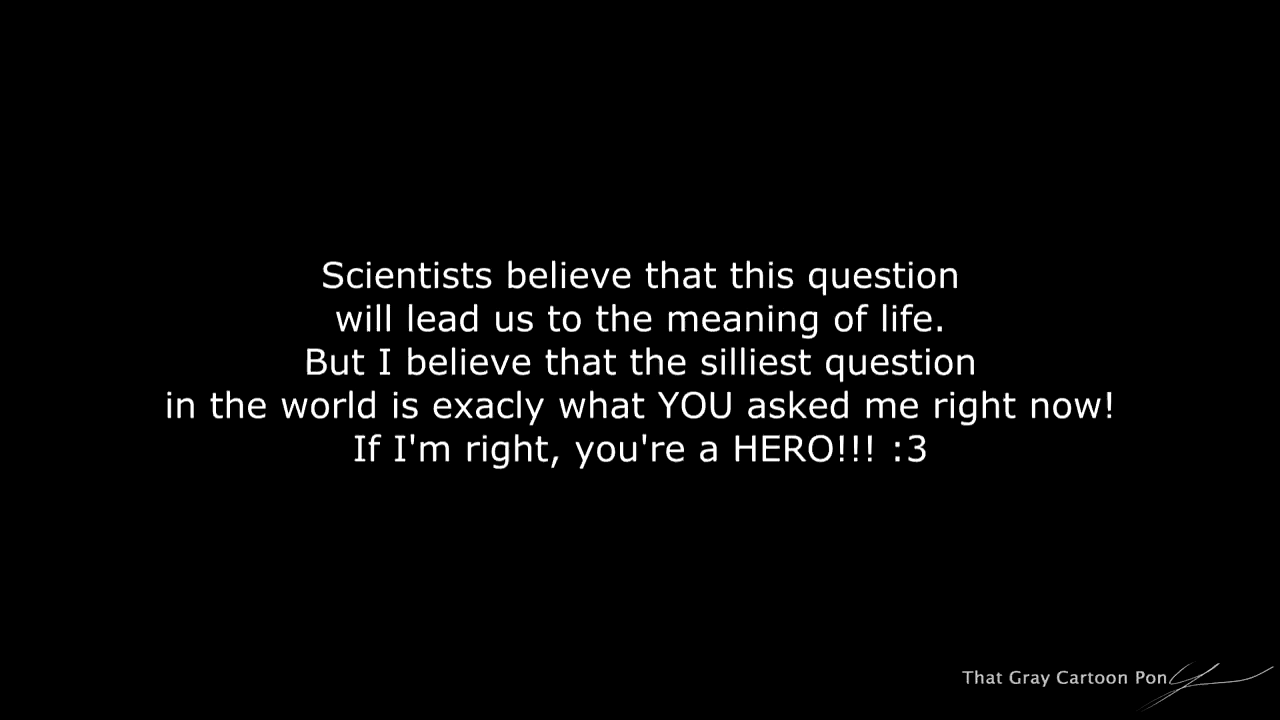 Scientists believe that this question
will lead us to the meaning of life.
But I believe that the silliest question
in the world is exacly what YOU asked me right now!
If I'm right, you're a HERO!!! :3
That Gray Cartoon Pony